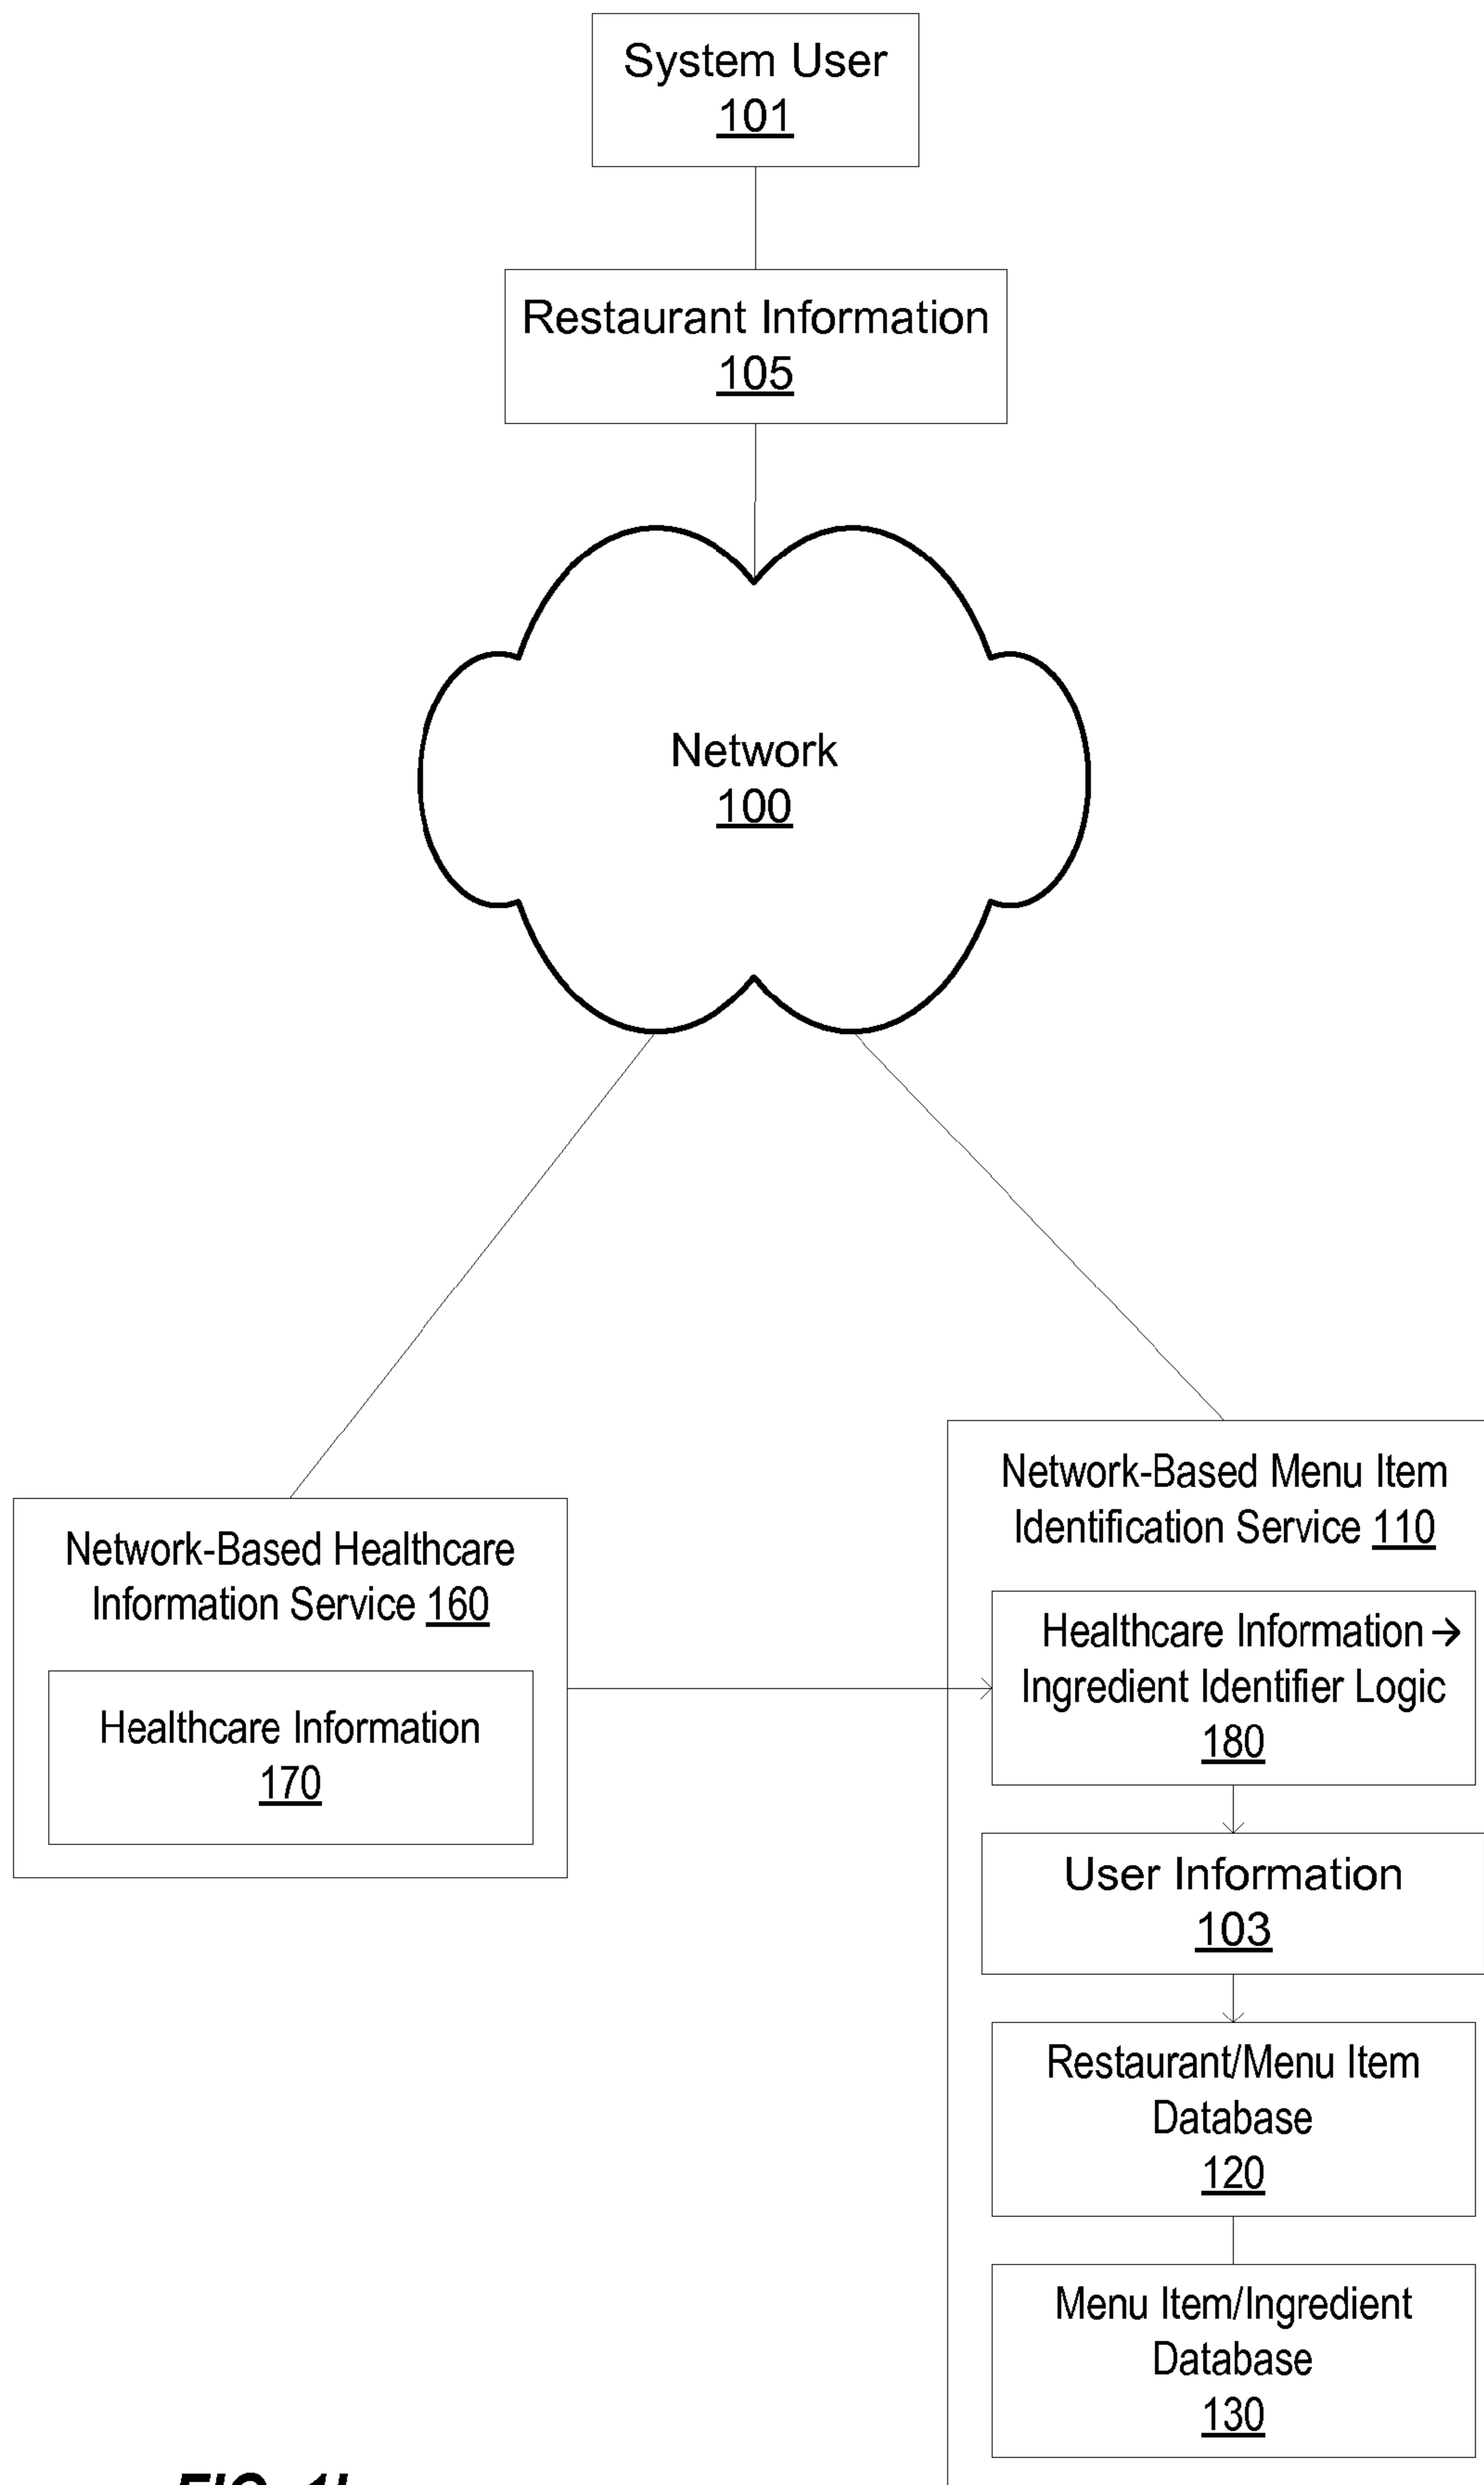 System User
101
Restaurant Information
105
Network
100
Network-Based Healthcare
Information Service 160
Healthcare Information
170
Network-Based Menu Item
Identification Service 110
Healthcare Information →
Ingredient Identifier Logic
180
User Information
103
Restaurant/Menu Item
Database
120
Menu Item/Ingredient
Database
130